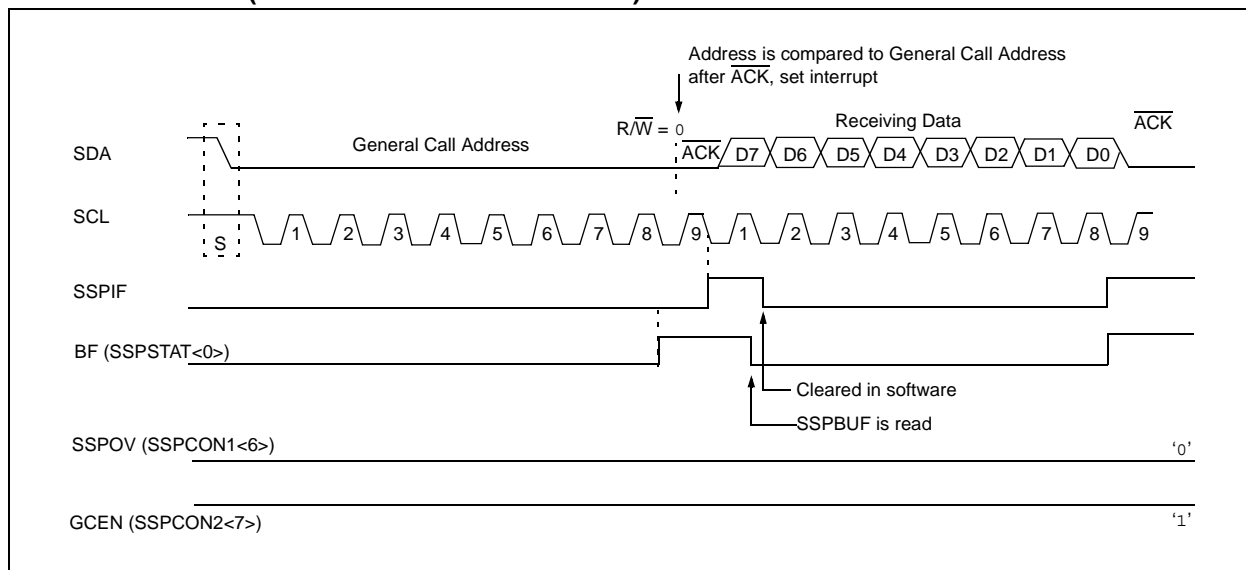 Address is compared to General Call Address
after ACK, set interrupt
R/W = 0
Receiving Data
ACK
SDA
General Call Address
ACK
D7 D6 D5 D4 D3 D2 D1 D0
SCL
S
1 2 3 4 5 6 7 8 9 1 2 3 4 5 6 7 8 9
SSPIF
BF (SSPSTAT<0>)
Cleared in software
SSPBUF is read
SSPOV (SSPCON1<6>)
‘0’
GCEN (SSPCON2<7>)
‘1’